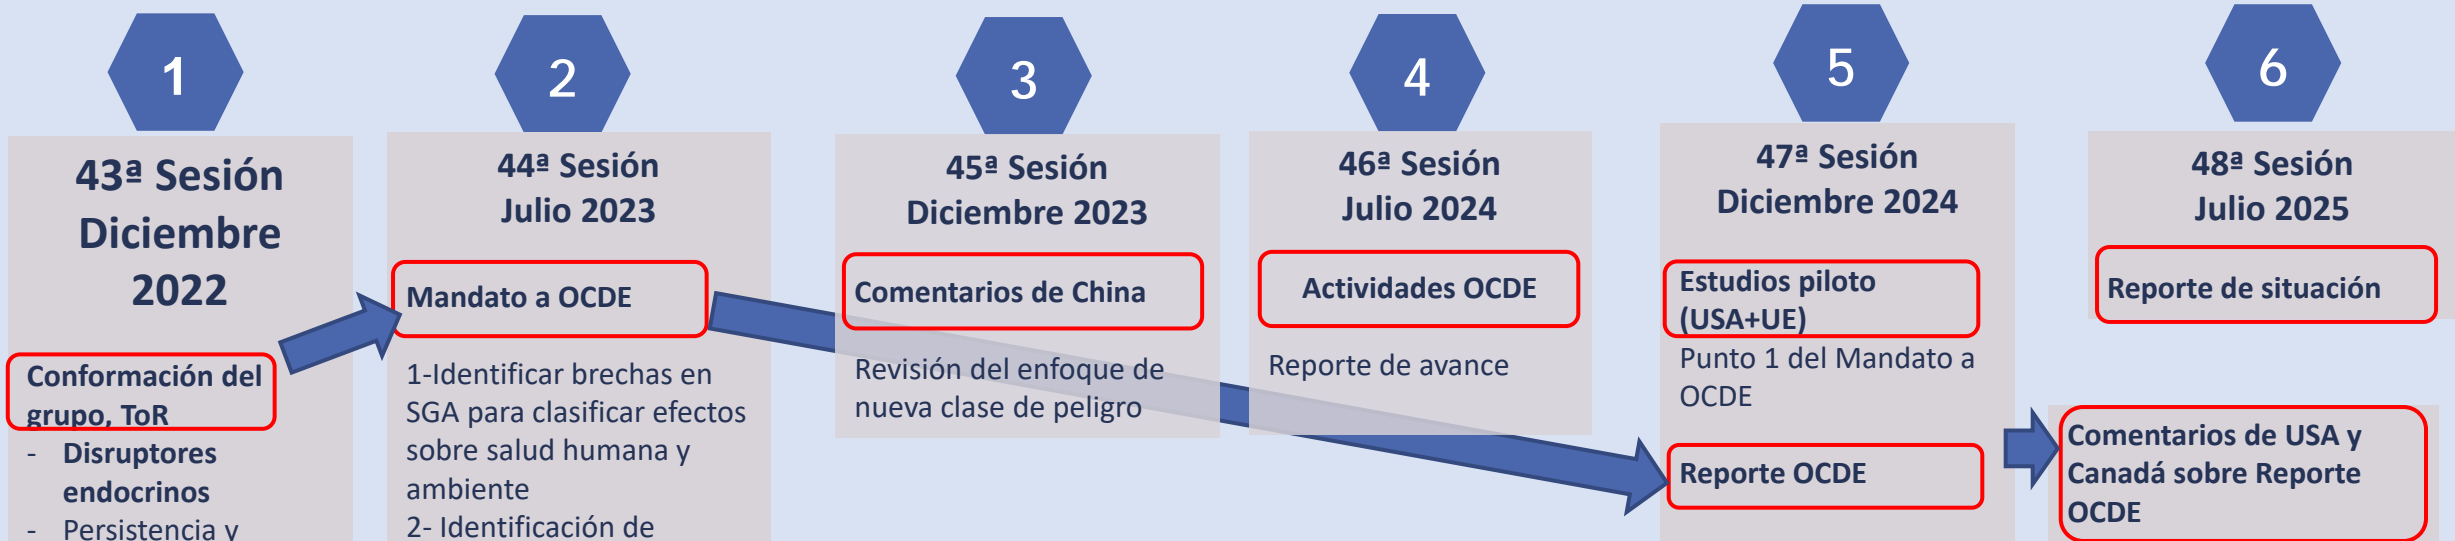 1
43ª Sesión
Diciembre
2022
Conformación del
grupo, ToR
- Disruptores
endocrinos
- Persistencia y
2
44ª Sesión
Julio 2023
Mandato a OCDE
1-Identificar brechas en
SGA para clasificar efectos
sobre salud humana y
ambiente
2- Identificación de
3
45ª Sesión
Diciembre 2023
Comentarios de China
Revisión del enfoque de
nueva clase de peligro
4
46ª Sesión
Julio 2024
Actividades OCDE
Reporte de avance
5
47ª Sesión
Diciembre 2024
Estudios piloto
(USA+UE)
Punto 1 del Mandato a
OCDE
Reporte OCDE
6
48ª Sesión
Julio 2025
Reporte de situación
Comentarios de USA y
Canadá sobre Reporte
OCDE